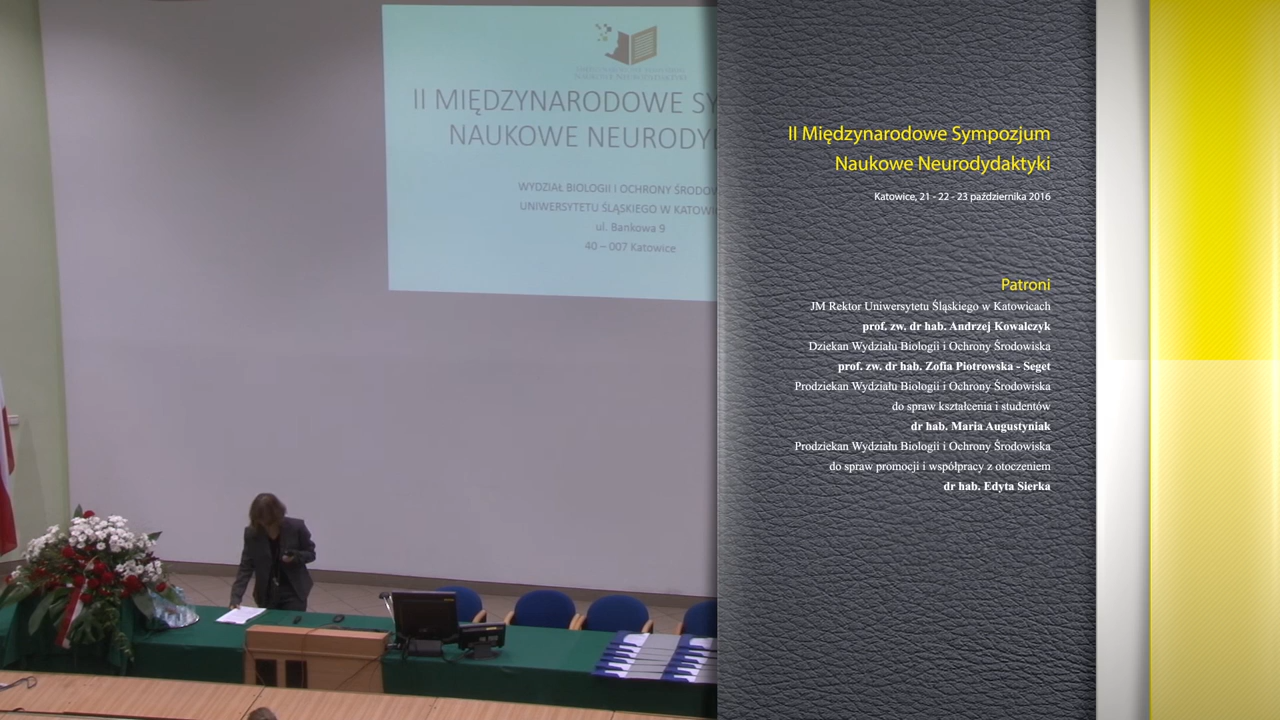 II MIĘDZYNARODOWE SY
NAUKOWE NEURODY
WYDZIAŁ BIOLOGII I OCHRONY ŚRODOW
UNIWERSYTETU ŚLĄSKIEGO W KATOWI
ul. Bankowa 9
40 – 007 Katowice
II Międzynarodowe Sympozjum
Naukowe Neurodydaktyki
Katowice, 21 - 22 - 23 października 2016
Patroni
JM Rektor Uniwersytetu Śląskiego w Katowicach
prof. zw. dr hab. Andrzej Kowalczyk
Dziekan Wydziału Biologii i Ochrony Środowiska
prof. zw. dr hab. Zofia Piotrowska - Seget
Prodziekan Wydziału Biologii i Ochrony Środowiska
do spraw kształcenia i studentów
dr hab. Maria Augustyniak
Prodziekan Wydziału Biologii i Ochrony Środowiska
do spraw promocji i współpracy z otoczeniem
dr hab. Edyta Sierka